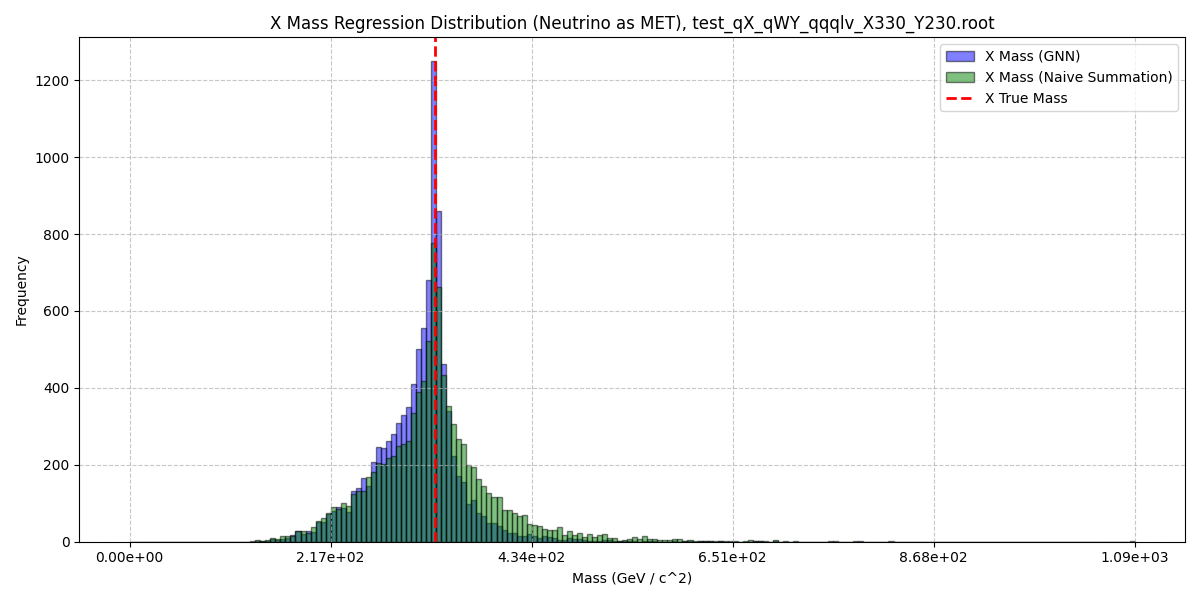 X Mass Regression Distribution (Neutrino as MET), test_qX_qWY_qqqlv_X330_Y230.root
X Mass (GNN)
X Mass (Naive Summation)
X True Mass
Frequency
1200
1000
800
600
400
200
0
0.00e+00 2.17e+02 4.34e+02 6.51e+02 8.68e+02 1.09e+03
Mass (GeV / c^2)